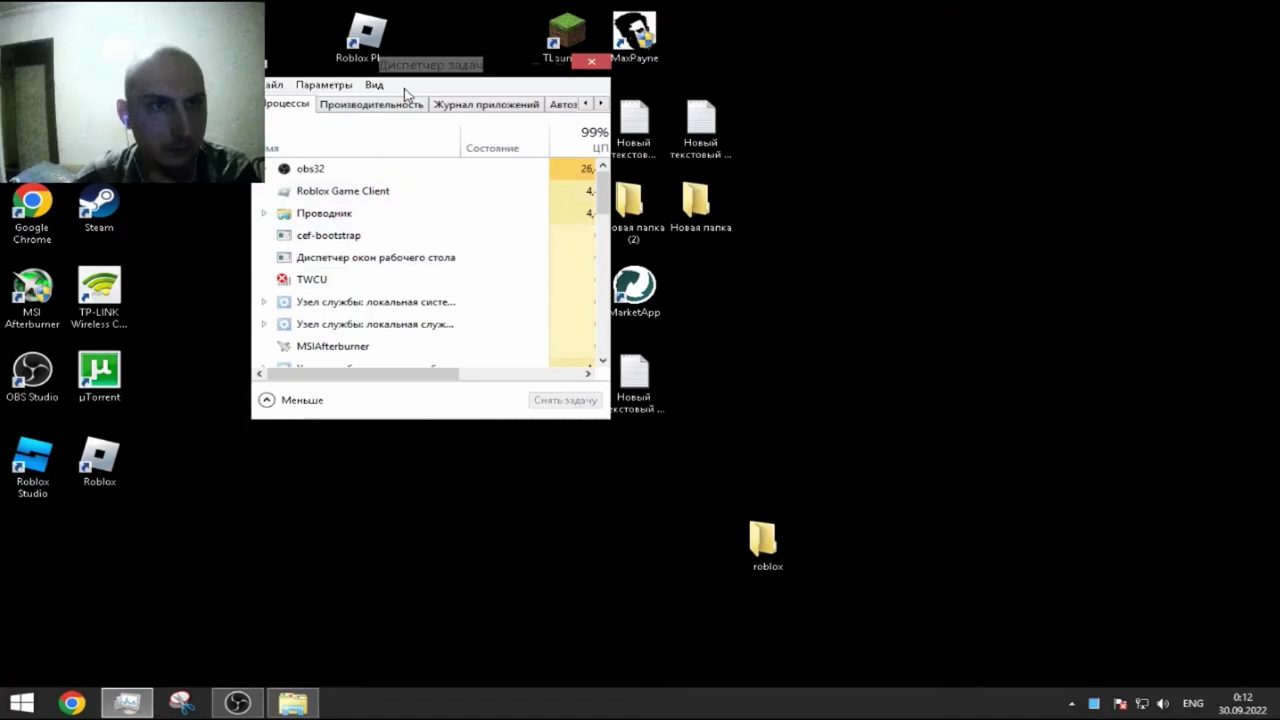 Roblox Pl
TLaun
MaxPayne
Диспетчер задач
айл Параметры Вид
роцессы Производительность Журнал приложений Автоз
99%
мя Состояние ЦП
obs32 26,
Roblox Game Client 4,
Проводник 4,
cef-bootstrap
Диспетчер окон рабочего стола
TWCU
Узел службы: локальная систе...
Узел службы: локальная служ...
MSIAfterburner
Меньше
Снять задачу
Новый
текстов...
Новый
текстовый ...
овая папка
(2)
Новая папка
MarketApp
Новый
екстовый ...
Google
Chrome
Steam
MSI
Afterburner
TP-LINK
Wireless C...
OBS Studio
µTorrent
Roblox
Studio
Roblox
roblox
ENG
0:12
30.09.2022